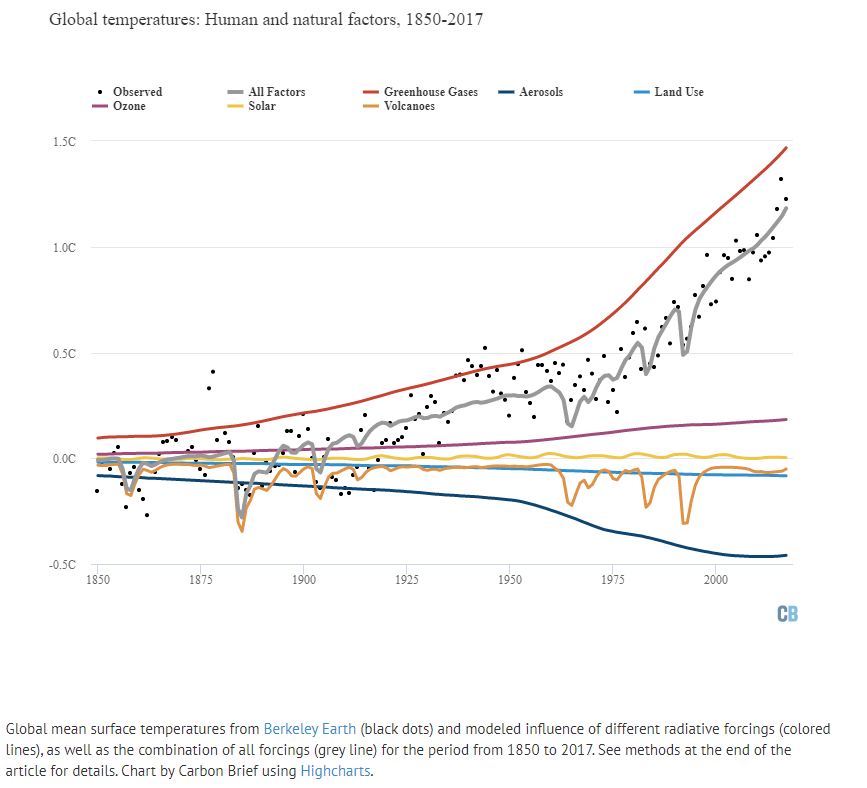 Global temperatures: Human and natural factors, 1850-2017
Observed All Factors Greenhouse Gases Aerosols Land Use
Ozone Solar Volcanoes
1.5C
1.0C
0.5C
0.0C
-0.5C
1850 1875 1900 1925 1950 1975 2000
CB
Global mean surface temperatures from Berkeley Earth (black dots) and modeled influence of different radiative forcings (colored
lines), as well as the combination of all forcings (grey line) for the period from 1850 to 2017. See methods at the end of the
article for details. Chart by Carbon Brief using Highcharts.